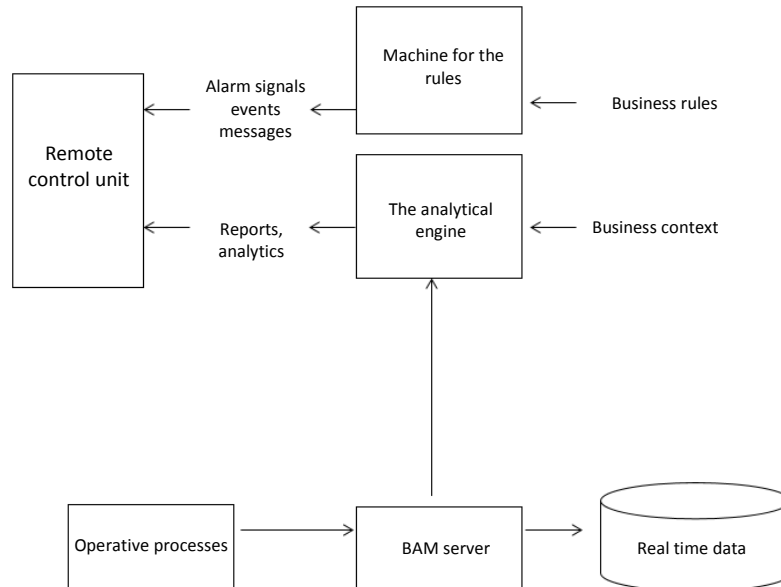 Machine for the
rules
Alarm signals
events
messages
Business rules
Remote
control unit
The analytical
engine
Reports,
analytics
Business context
Operative processes
BAM server
Real time data